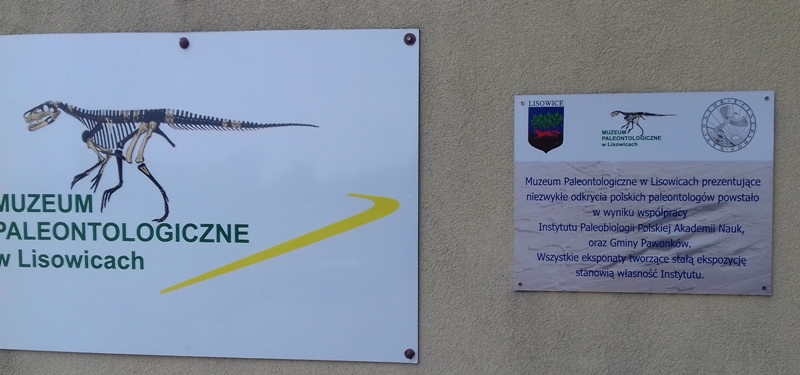 MUZEUM
PALEONTOLOGICZNE
w Lisowicach
LISOWICE
MUZEUM
PALEONTOLOGICZNE
w Lisowicach
Muzeum Paleontologiczne w Lisowicach prezentujące
niezwykłe odkrycia polskich paleontologów powstało
w wyniku współpracy
Instytutu Paleobiologii Polskiej Akademii Nauk,
oraz Gminy Pawonków.
Wszystkie eksponaty tworzące stałą ekspozycję
stanowią własność Instytutu.